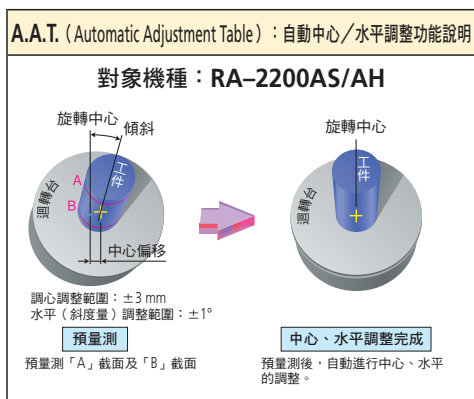 A.A.T.(Automatic Adjustment Table):自動中心/水平調整功能說明
對象機種:RA–2200AS/AH
旋轉中心
傾斜
工件
A
B
迴轉台
中心偏移
調心調整範圍:±3 mm
水平(斜度量)調整範圍:±1°
預量測
預量測「A」截面及「B」截面
旋轉中心
工件
迴轉台
中心、水平調整完成
預量測後,自動進行中心、水平
的調整。